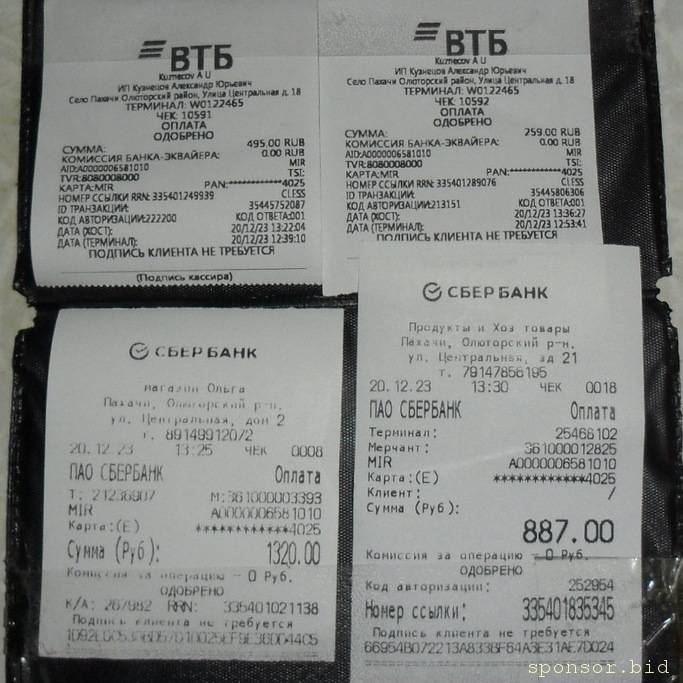 ВТБ
Kuznecov A U
ИП Кузнецов Александр Юрьевич
Село Пахачи Олюторский район, Улица Центральная д. 18
ТЕРМИНАЛ: W0122465
ЧЕК: 10591
ОПЛАТА
ОДОБРЕНО
СУММА: 495.00 RUB
КОМИССИЯ БАНКА-ЭКВАЙЕРА: 0.00 RUB
AID:A0000006581010 MIR
TVR:8080008000 TSI:
КАРТА:MIR PAN:************4025
НОМЕР ССЫЛКИ RRN: 335401249939 CLESS
ID ТРАНЗАКЦИИ: 35445752087
КОД АВТОРИЗАЦИИ:222200 КОД ОТВЕТА:001
ДАТА (ХОСТ): 20/12/23 13:22:04
ДАТА (ТЕРМИНАЛ): 20/12/23 12:39:10
ПОДПИСЬ КЛИЕНТА НЕ ТРЕБУЕТСЯ
(Подпись кассира)
ВТБ
Kuznecov A U
ИП Кузнецов Александр Юрьевич
Село Пахачи Олюторский район, Улица Центральная д. 18
ТЕРМИНАЛ: W0122465
ЧЕК: 10592
ОПЛАТА
ОДОБРЕНО
СУММА: 259.00 RUB
КОМИССИЯ БАНКА-ЭКВАЙЕРА: 0.00 RUB
AID:A0000006581010 MIR
TVR:8080008000 TSI:
КАРТА:MIR PAN:************4025
НОМЕР ССЫЛКИ RRN: 335401289076 CLESS
ID ТРАНЗАКЦИИ: 35445806306
КОД АВТОРИЗАЦИИ:213151 КОД ОТВЕТА:001
ДАТА (ХОСТ): 20/12/23 13:36:27
ДАТА (ТЕРМИНАЛ): 20/12/23 12:53:41
ПОДПИСЬ КЛИЕНТА НЕ ТРЕБУЕТСЯ
СБЕР БАНК
магазин Ольга
Пахачи, Олюторский р-н,
ул. Центральная, дом 2
т. 89149912072
20.12.23 13:25 ЧЕК 0008
ПАО СБЕРБАНК Оплата
Т: 21236907 М:361000003393
MIR A0000006581010
Карта:(E) ************4025
Сумма (Руб): 1320.00
Комиссия за операцию – 0 Руб.
ОДОБРЕНО
К/А: 267982 RRN: 335401021138
Подпись клиента не требуется
СБЕР БАНК
Продукты и Хоз товары
Пахачи, Олюторский р-н,
ул. Центральная, зд 21
т. 79147856195
20.12.23 13:30 ЧЕК 0018
ПАО СБЕРБАНК Оплата
Терминал: 25466102
Мерчант: 361000012825
MIR A0000006581010
Карта:(E) ************4025
Клиент: /
Сумма (Руб):
887.00
Комиссия за операцию – 0 Руб.
ОДОБРЕНО
Код авторизации: 252954
Номер ссылки: 335401835345
Подпись клиента не требуется
66954B072213A8338F64A3E31AE7D024
sponsor.bid